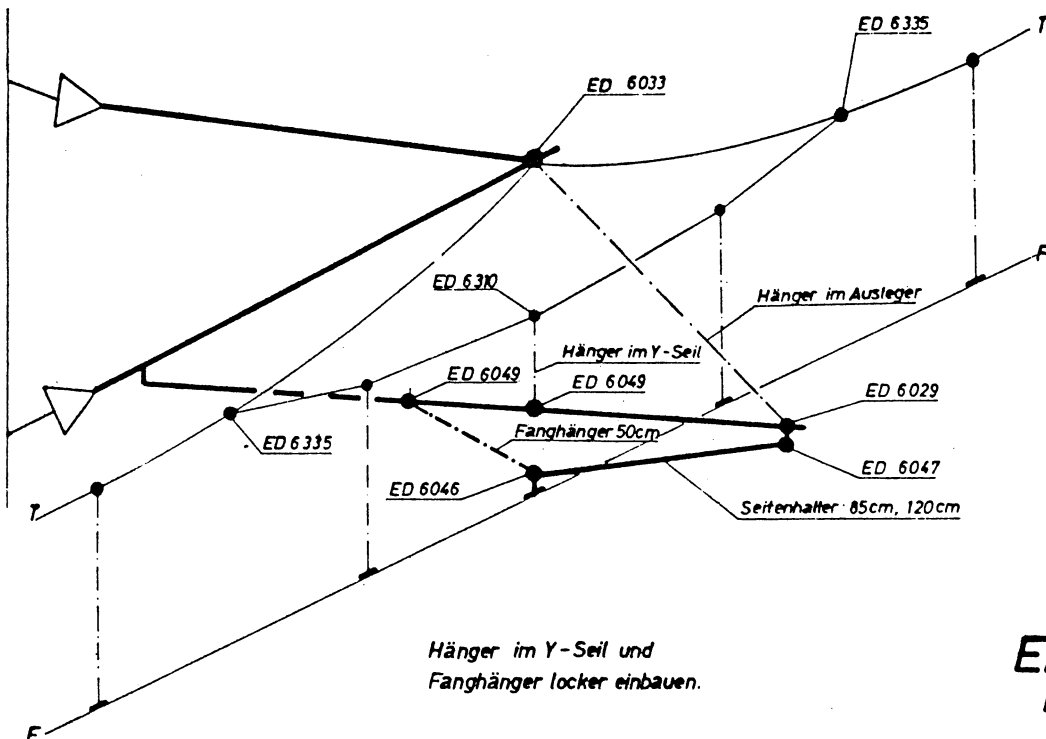 ED 6335
T
ED 6033
F
ED 6310
Hänger im Ausleger
Hänger im Y-Seil
ED 6049
ED 6049
ED 6029
Fanghänger 50cm
ED 6335
ED 6046
ED 6047
T
Seitenhalter 85cm, 120cm
Hänger im Y-Seil und
Fanghänger locker einbauen.
F